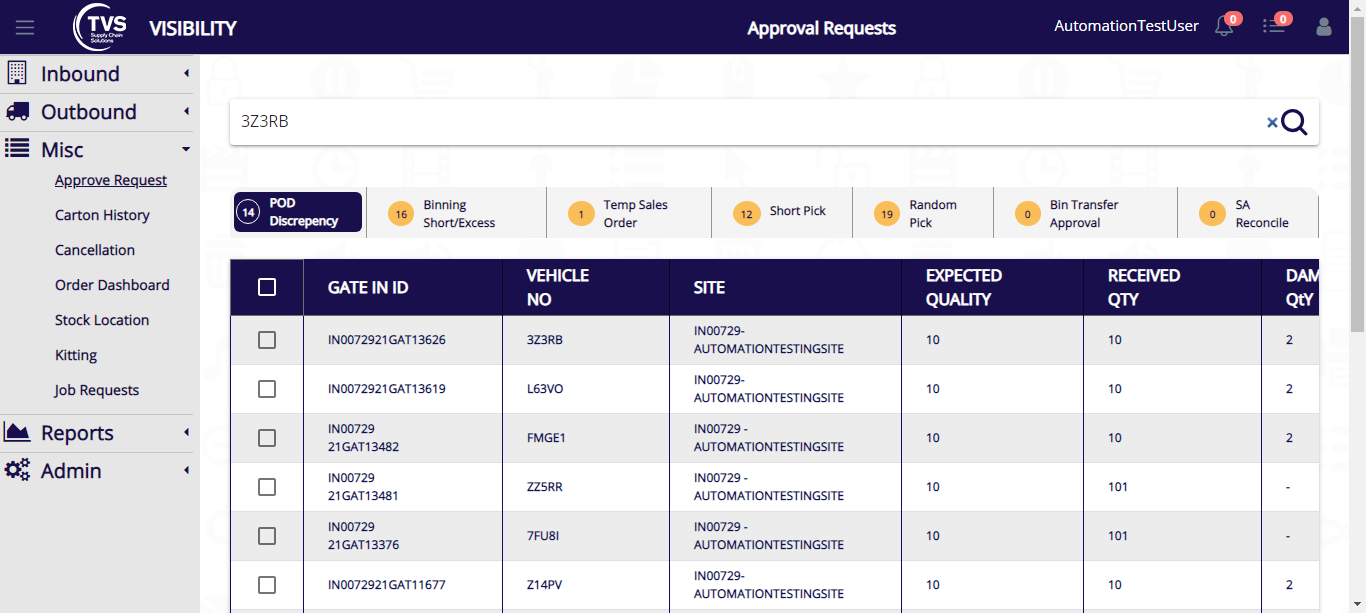 TVS
Supply Chain
Solutions
VISIBILITY
Approval Requests
AutomationTestUser
0
0
Inbound
Outbound
Misc
Approve Request
Carton History
Cancellation
Order Dashboard
Stock Location
Kitting
Job Requests
Reports
Admin
3Z3RB
×
14
POD
Discrepency
16
Binning
Short/Excess
1
Temp Sales
Order
12
Short Pick
19
Random
Pick
0
Bin Transfer
Approval
0
SA
Reconcile
GATE IN ID
VEHICLE
NO
SITE
EXPECTED
QUALITY
RECEIVED
QTY
DAM
QtY
IN0072921GAT13626
3Z3RB
IN00729-
AUTOMATIONTESTINGSITE
10
10
2
IN0072921GAT13619
L63VO
IN00729-
AUTOMATIONTESTINGSITE
10
10
2
IN00729
21GAT13482
FMGE1
IN00729 -
AUTOMATIONTESTINGSITE
10
10
2
IN00729
21GAT13481
ZZ5RR
IN00729 -
AUTOMATIONTESTINGSITE
10
101
-
IN00729
21GAT13376
7FU8I
IN00729 -
AUTOMATIONTESTINGSITE
10
101
-
IN0072921GAT11677
Z14PV
IN00729-
AUTOMATIONTESTINGSITE
10
10
2